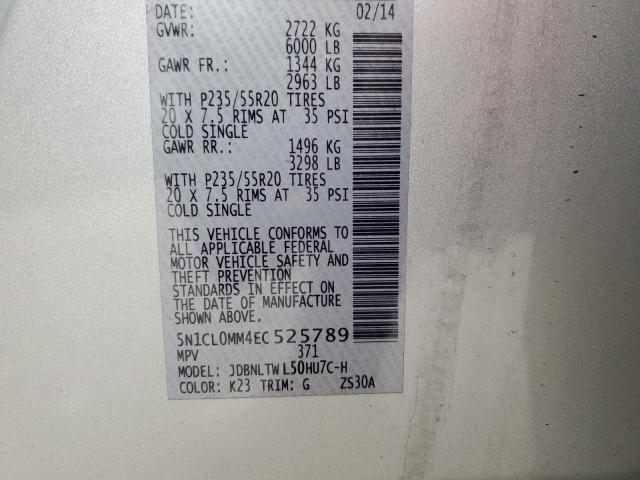 DATE: 02/14
GVWR: 2722 KG
6000 LB
GAWR FR.: 1344 KG
2963 LB
WITH P235/55R20 TIRES
20 X 7.5 RIMS AT 35 PSI
COLD SINGLE
GAWR RR.: 1496 KG
3298 LB
WITH P235/55R20 TIRES
20 X 7.5 RIMS AT 35 PSI
COLD SINGLE
THIS VEHICLE CONFORMS TO
ALL APPLICABLE FEDERAL
MOTOR VEHICLE SAFETY AND
THEFT PREVENTION
STANDARDS IN EFFECT ON
THE DATE OF MANUFACTURE
SHOWN ABOVE.
5N1CL0MM4EC525789
MPV 371
MODEL: JDBNLTWL50HU7C-H
COLOR: K23 TRIM: G ZS30A